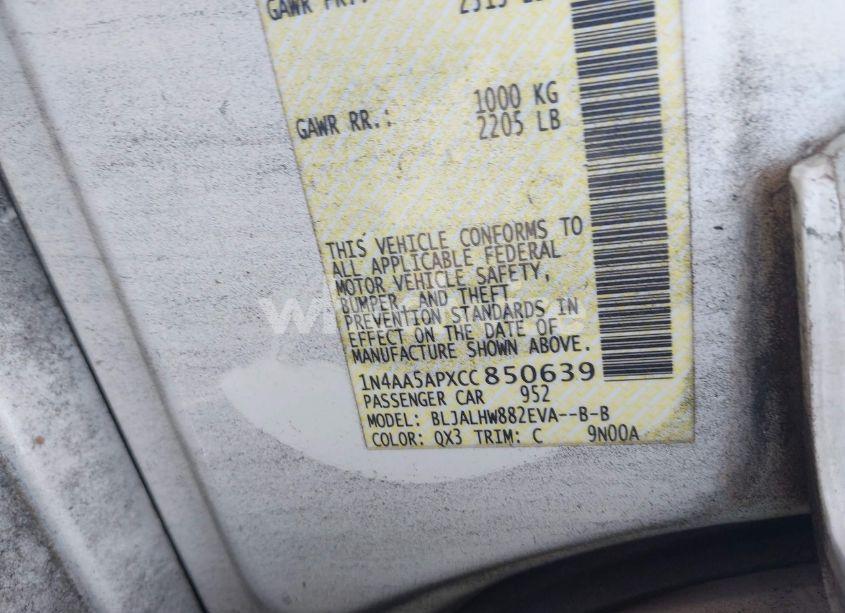 GAWR RR.: 1000 KG
2205 LB
THIS VEHICLE CONFORMS TO
ALL APPLICABLE FEDERAL
MOTOR VEHICLE SAFETY,
BUMPER, AND THEFT
PREVENTION STANDARDS IN
EFFECT ON THE DATE OF
MANUFACTURE SHOWN ABOVE.
1N4AA5APXCC850639
PASSENGER CAR 952
MODEL: BLJALHW882EVA--B-B
COLOR: QX3 TRIM: C 9N00A